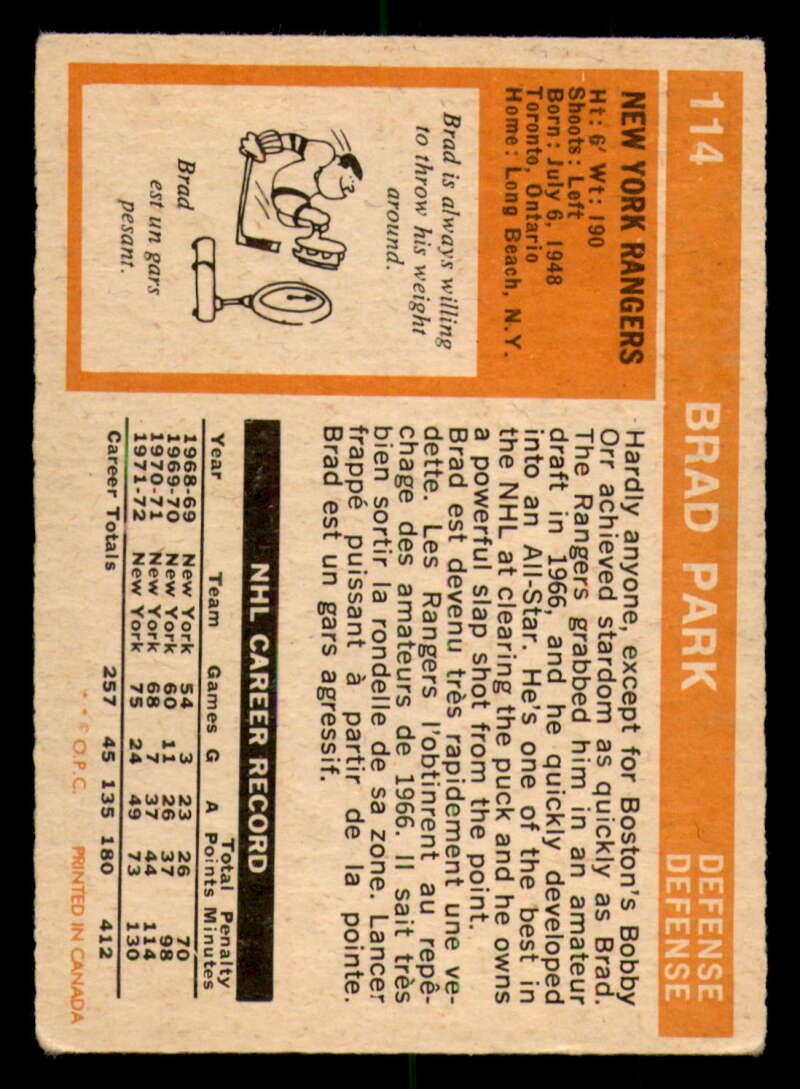 114 BRAD PARK DEFENSE
DEFENSE
NEW YORK RANGERS
Ht: 6' Wt: 190
Shoots: Left
Born: July 6, 1948
Toronto, Ontario
Home: Long Beach, N.Y.
Brad is always willing
to throw his weight
around.
Brad
est un gars
pesant.
Hardly anyone, except for Boston's Bobby
Orr achieved stardom as quickly as Brad.
The Rangers grabbed him in an amateur
draft in 1966, and he quickly developed
into an All-Star. He's one of the best in
the NHL at clearing the puck and he owns
a powerful slap shot from the point.
Brad est devenu très rapidement une ve-
dette. Les Rangers l'obtinrent au repê-
chage des amateurs de 1966. Il sait très
bien sortir la rondelle de sa zone. Lancer
frappé puissant à partir de la pointe.
Brad est un gars agressif.
NHL CAREER RECORD
Total Penalty
Year Team Games G A Points Minutes
1968-69 New York 54 3 23 26 70
1969-70 New York 60 11 26 37 98
1970-71 New York 68 7 37 44 114
1971-72 New York 75 24 49 73 130
Career Totals 257 45 135 180 412
* * © O.P.C. PRINTED IN CANADA